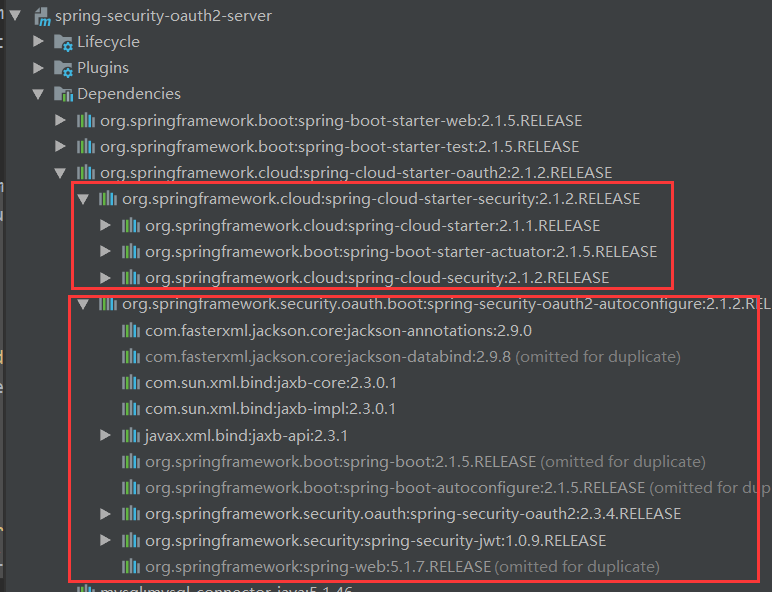 spring-security-oauth2-server
Lifecycle
Plugins
Dependencies
org.springframework.boot:spring-boot-starter-web:2.1.5.RELEASE
org.springframework.boot:spring-boot-starter-test:2.1.5.RELEASE
org.springframework.cloud:spring-cloud-starter-oauth2:2.1.2.RELEASE
org.springframework.cloud:spring-cloud-starter-security:2.1.2.RELEASE
org.springframework.cloud:spring-cloud-starter:2.1.1.RELEASE
org.springframework.boot:spring-boot-starter-actuator:2.1.5.RELEASE
org.springframework.cloud:spring-cloud-security:2.1.2.RELEASE
org.springframework.security.oauth.boot:spring-security-oauth2-autoconfigure:2.1.2.REL
com.fasterxml.jackson.core:jackson-annotations:2.9.0
com.fasterxml.jackson.core:jackson-databind:2.9.8 (omitted for duplicate)
com.sun.xml.bind:jaxb-core:2.3.0.1
com.sun.xml.bind:jaxb-impl:2.3.0.1
javax.xml.bind:jaxb-api:2.3.1
org.springframework.boot:spring-boot:2.1.5.RELEASE (omitted for duplicate)
org.springframework.boot:spring-boot-autoconfigure:2.1.5.RELEASE (omitted for dup
org.springframework.security.oauth:spring-security-oauth2:2.3.4.RELEASE
org.springframework.security:spring-security-jwt:1.0.9.RELEASE
org.springframework:spring-web:5.1.7.RELEASE (omitted for duplicate)
mysql:mysql-connector-java:5.1.46